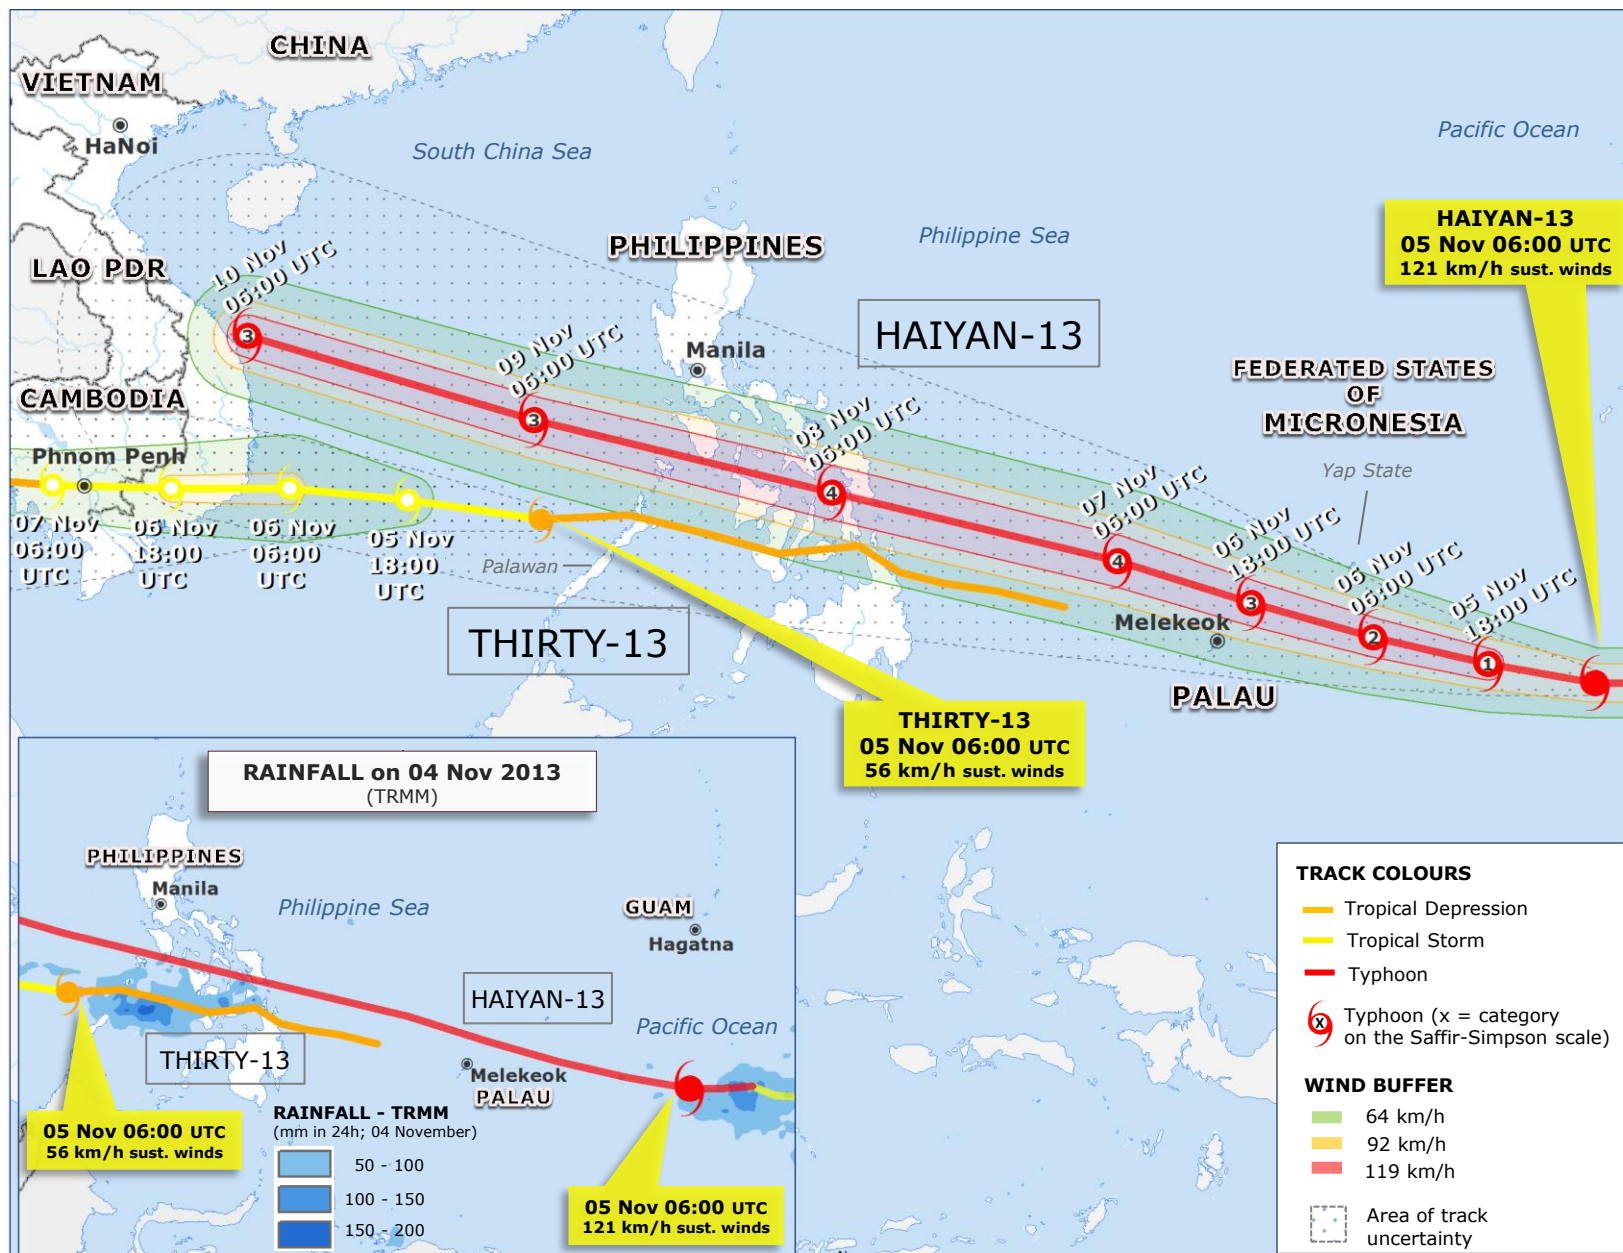 CHINA
VIETNAM
HaNoi
South China Sea
Pacific Ocean
HAIYAN-13
05 Nov 06:00 UTC
121 km/h sust. winds
PHILIPPINES
Philippine Sea
LAO PDR
10 Nov
06:00 UTC
3
HAIYAN-13
09 Nov
06:00 UTC
3
Manila
FEDERATED STATES
OF
MICRONESIA
CAMBODIA
08 Nov
06:00 UTC
4
Yap State
Phnom Penh
07 Nov
06:00 UTC
4
07 Nov
06:00
UTC
06 Nov
18:00
UTC
06 Nov
06:00
UTC
05 Nov
18:00
UTC
06 Nov
18:00 UTC
3
06 Nov
06:00 UTC
2
05 Nov
18:00 UTC
1
Palawan
THIRTY-13
Melekeok
PALAU
THIRTY-13
05 Nov 06:00 UTC
56 km/h sust. winds
RAINFALL on 04 Nov 2013
(TRMM)
PHILIPPINES
Manila
Philippine Sea
GUAM
Hagatna
HAIYAN-13
Pacific Ocean
THIRTY-13
Melekeok
PALAU
05 Nov 06:00 UTC
56 km/h sust. winds
RAINFALL - TRMM
(mm in 24h; 04 November)
50 - 100
100 - 150
150 - 200
05 Nov 06:00 UTC
121 km/h sust. winds
TRACK COLOURS
Tropical Depression
Tropical Storm
Typhoon
X
Typhoon (x = category
on the Saffir-Simpson scale)
WIND BUFFER
64 km/h
92 km/h
119 km/h
Area of track
uncertainty